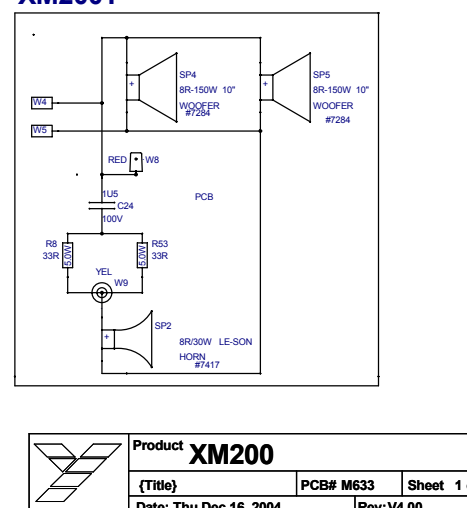 SP4
8R-150W 10"
WOOFER
#7284
SP5
8R-150W 10"
WOOFER
#7284
+
+
W4
W5
RED
W8
1U5
C24
100V
PCB
R8
33R
5.0W
R53
33R
5.0W
YEL
W9
+
SP2
8R/30W LE-SON
HORN
#7417
Product XM200
{Title}
PCB# M633
Sheet 1
Date: Thu Dec 16, 2004
Rev: V4.00